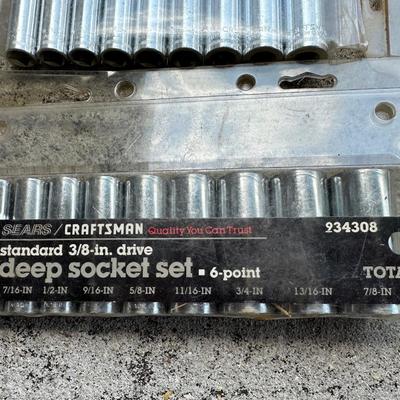 SEARS / CRAFTSMAN Quality You Can Trust 934308
standard 3/8-in. drive
deep socket set ▪ 6-point TOTA
7/16-IN 1/2-IN 9/16-IN 5/8-IN 11/16-IN 3/4-IN 13/16-IN 7/8-IN